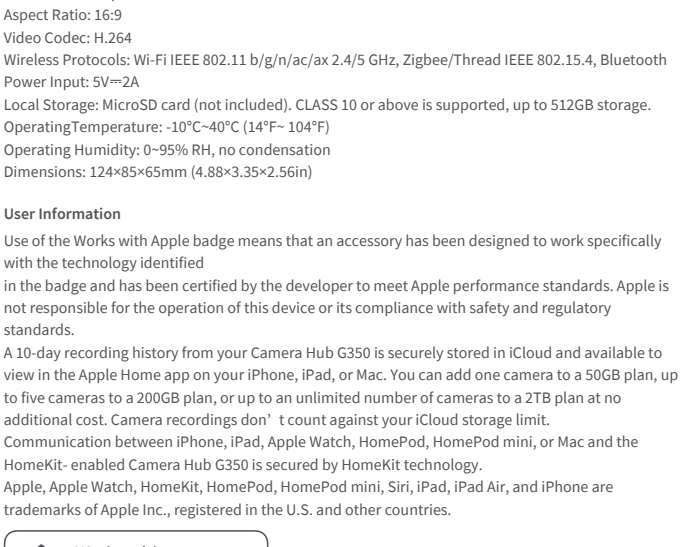 Aspect Ratio: 16:9
Video Codec: H.264
Wireless Protocols: Wi-Fi IEEE 802.11 b/g/n/ac/ax 2.4/5 GHz, Zigbee/Thread IEEE 802.15.4, Bluetooth
Power Input: 5V⎓2A
Local Storage: MicroSD card (not included). CLASS 10 or above is supported, up to 512GB storage.
OperatingTemperature: -10°C~40°C (14°F~ 104°F)
Operating Humidity: 0~95% RH, no condensation
Dimensions: 124×85×65mm (4.88×3.35×2.56in)
User Information
Use of the Works with Apple badge means that an accessory has been designed to work specifically
with the technology identified
in the badge and has been certified by the developer to meet Apple performance standards. Apple is
not responsible for the operation of this device or its compliance with safety and regulatory
standards.
A 10-day recording history from your Camera Hub G350 is securely stored in iCloud and available to
view in the Apple Home app on your iPhone, iPad, or Mac. You can add one camera to a 50GB plan, up
to five cameras to a 200GB plan, or up to an unlimited number of cameras to a 2TB plan at no
additional cost. Camera recordings don’ t count against your iCloud storage limit.
Communication between iPhone, iPad, Apple Watch, HomePod, HomePod mini, or Mac and the
HomeKit- enabled Camera Hub G350 is secured by HomeKit technology.
Apple, Apple Watch, HomeKit, HomePod, HomePod mini, Siri, iPad, iPad Air, and iPhone are
trademarks of Apple Inc., registered in the U.S. and other countries.